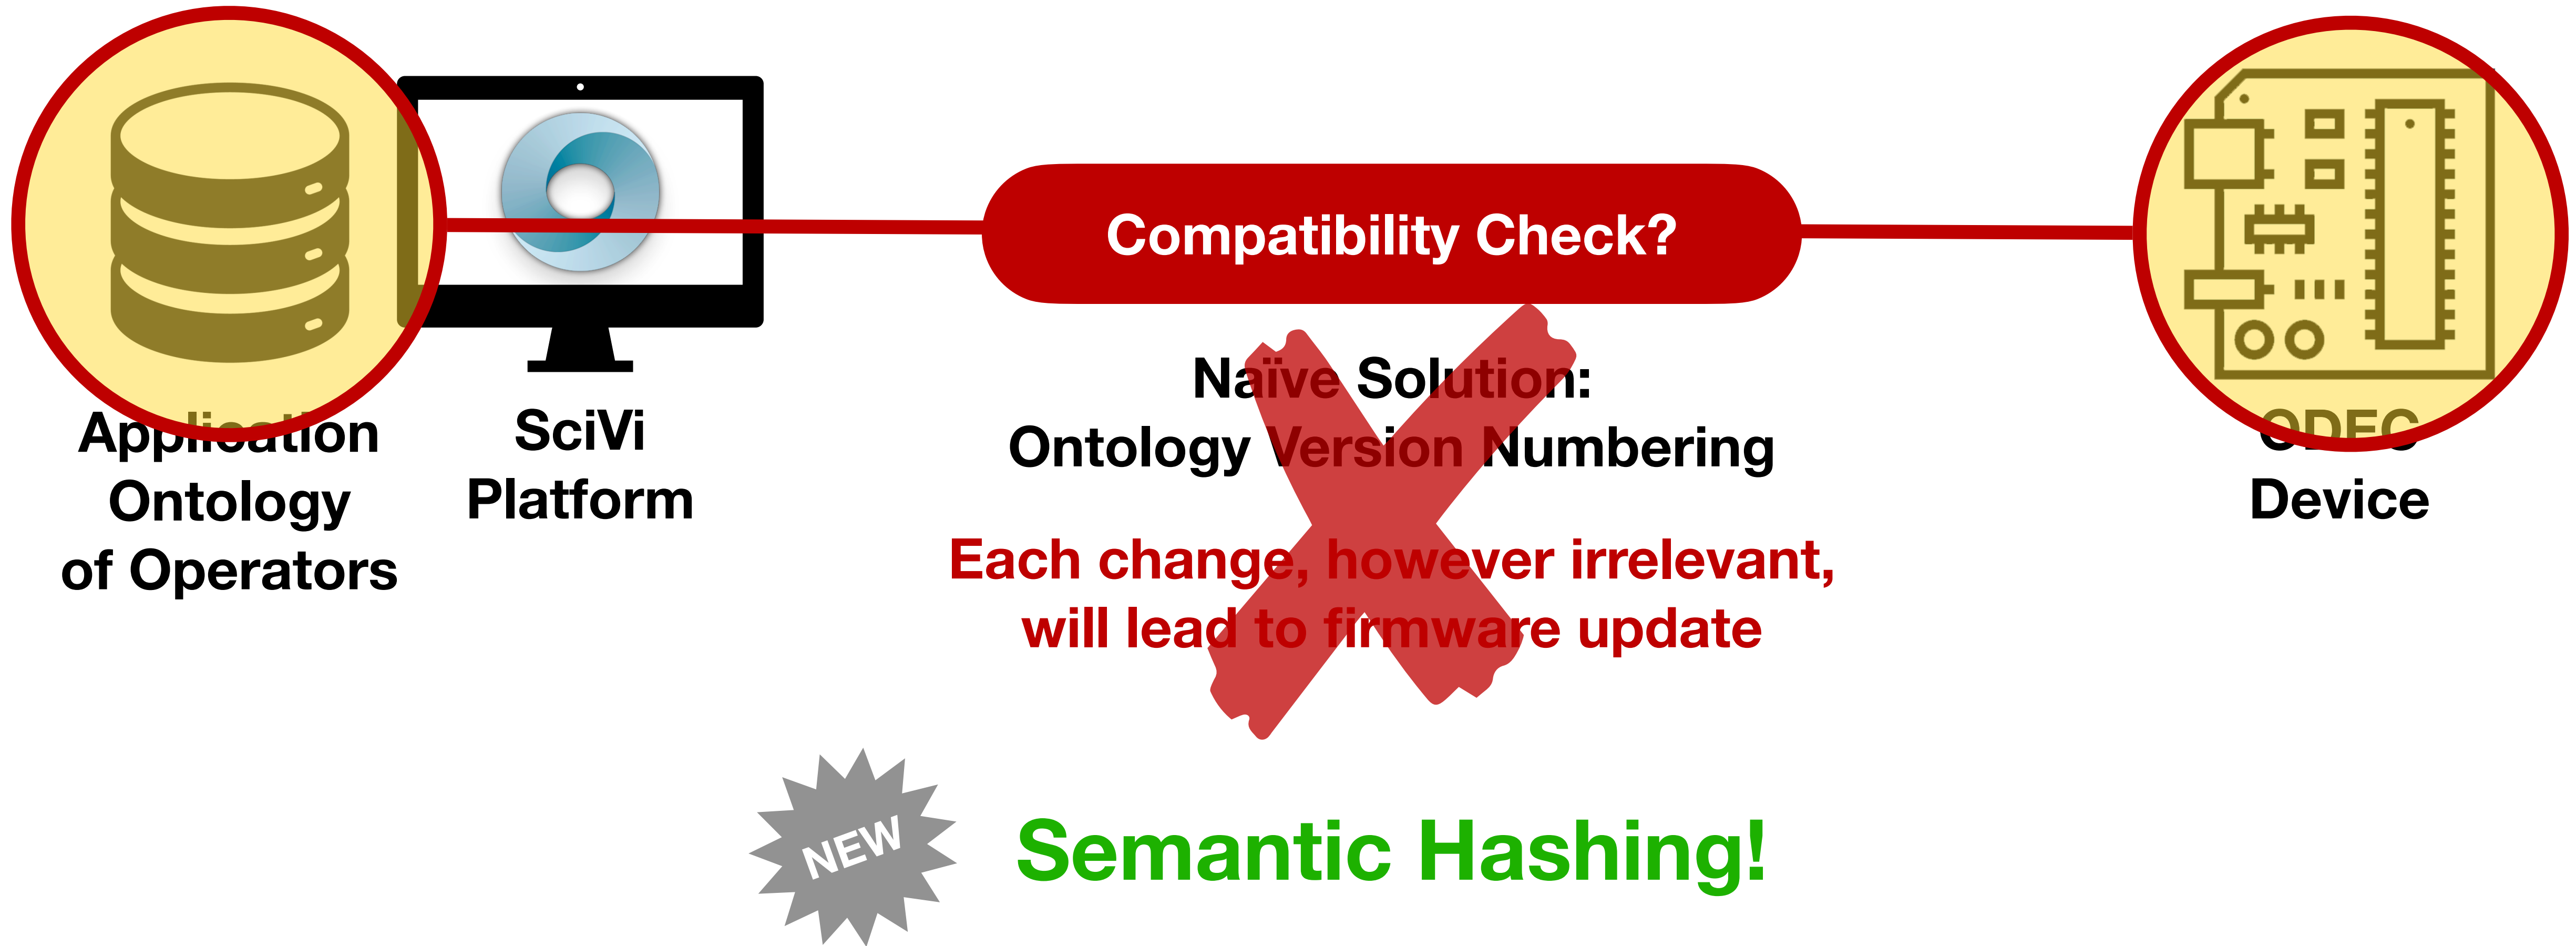 Compatibility Check?
Naïve Solution:
Ontology Version Numbering
Each change, however irrelevant,
will lead to firmware update
Application
Ontology
of Operators
SciVi
Platform
ODEC
Device
NEW
Semantic Hashing!